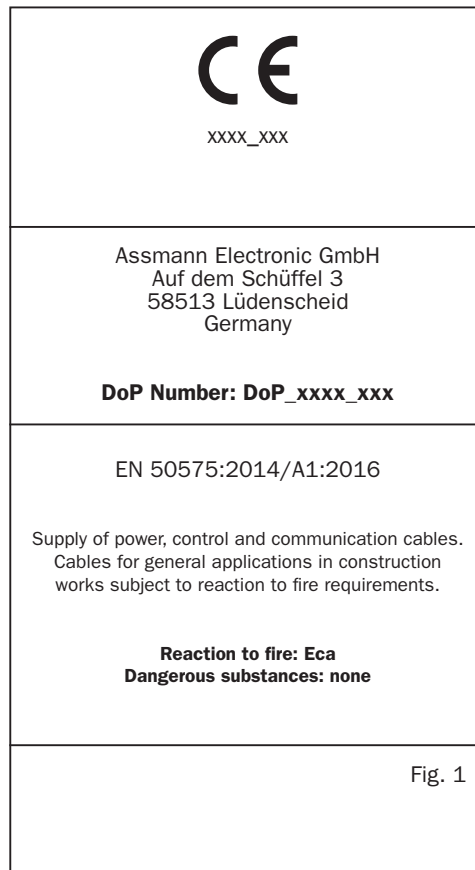 CE
xxxx_xxx
Assmann Electronic GmbH
Auf dem Schüffel 3
58513 Lüdenscheid
Germany
DoP Number: DoP_xxxx_xxx
EN 50575:2014/A1:2016
Supply of power, control and communication cables.
Cables for general applications in construction
works subject to reaction to fire requirements.
Reaction to fire: Eca
Dangerous substances: none
Fig. 1